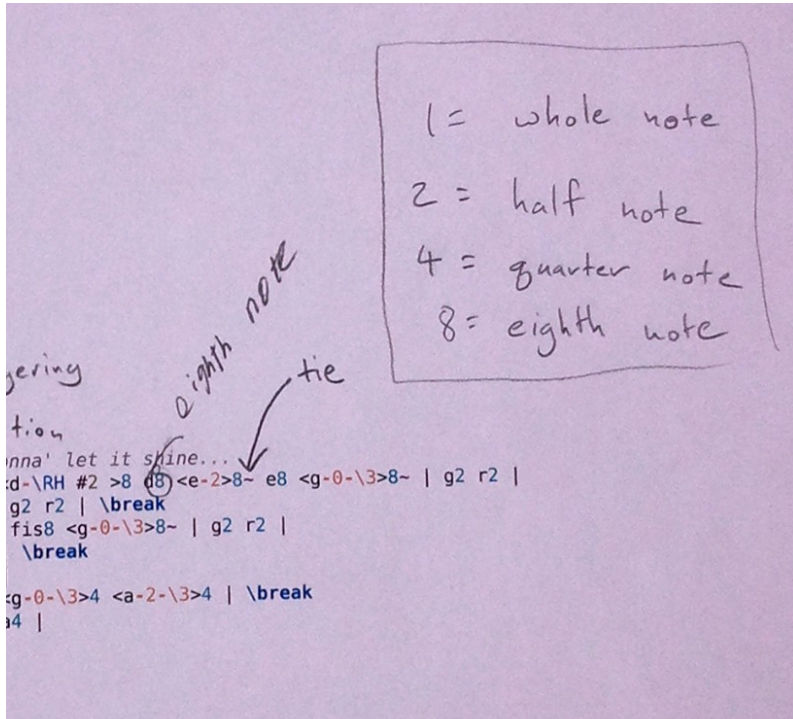 1 = whole note
2 = half note
4 = quarter note
8 = eighth note
eighth note
tie
gering
tion
nna' let it shine...
d-\RH #2 >8 d8 <e-2>8~ e8 <g-0-\3>8~ | g2 r2 |
g2 r2 | \break
fis8 <g-0-\3>8~ | g2 r2 |
\break
<g-0-\3>4 <a-2-\3>4 | \break
a4 |